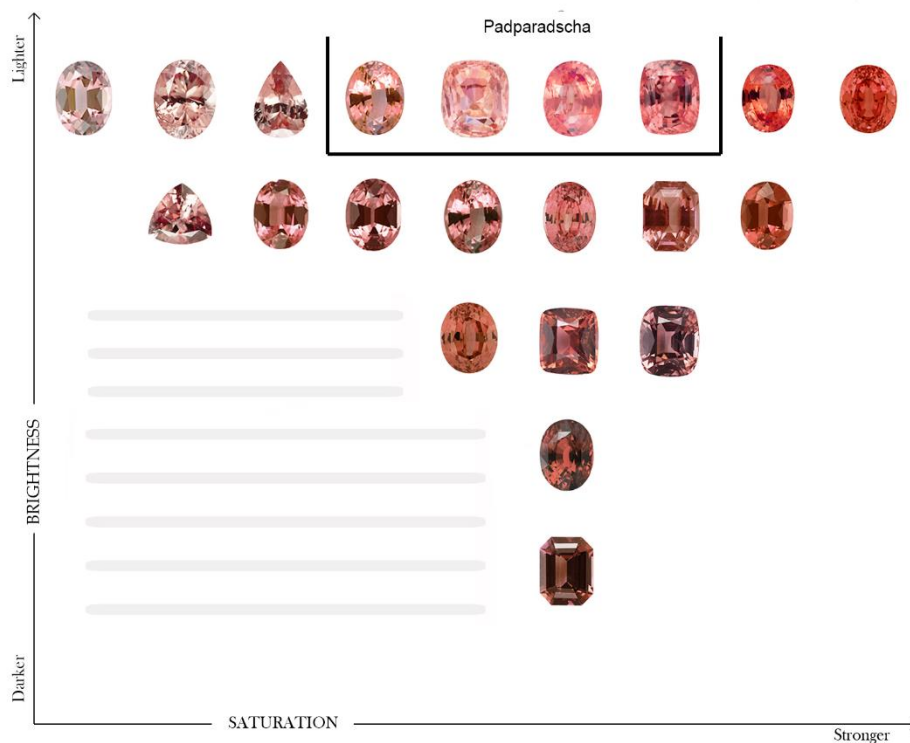 Padparadscha
Lighter
BRIGHTNESS
Darker
SATURATION
Stronger